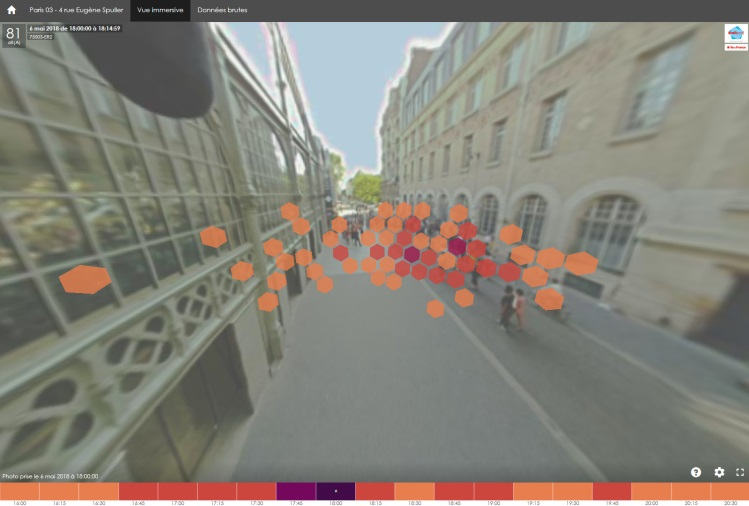 Paris 03 - 4 rue Eugène Spuller
Vue immersive
Données brutes
81
dB(A)
6 mai 2018 de 18:00:00 à 18:14:59
75003-ER2
Photo prise le 6 mai 2018 à 18:00:00
?
16:00 16:15 16:30 16:45 17:00 17:15 17:30 17:45 18:00 18:15 18:30 18:45 19:00 19:15 19:30 19:45 20:00 20:15 20:30